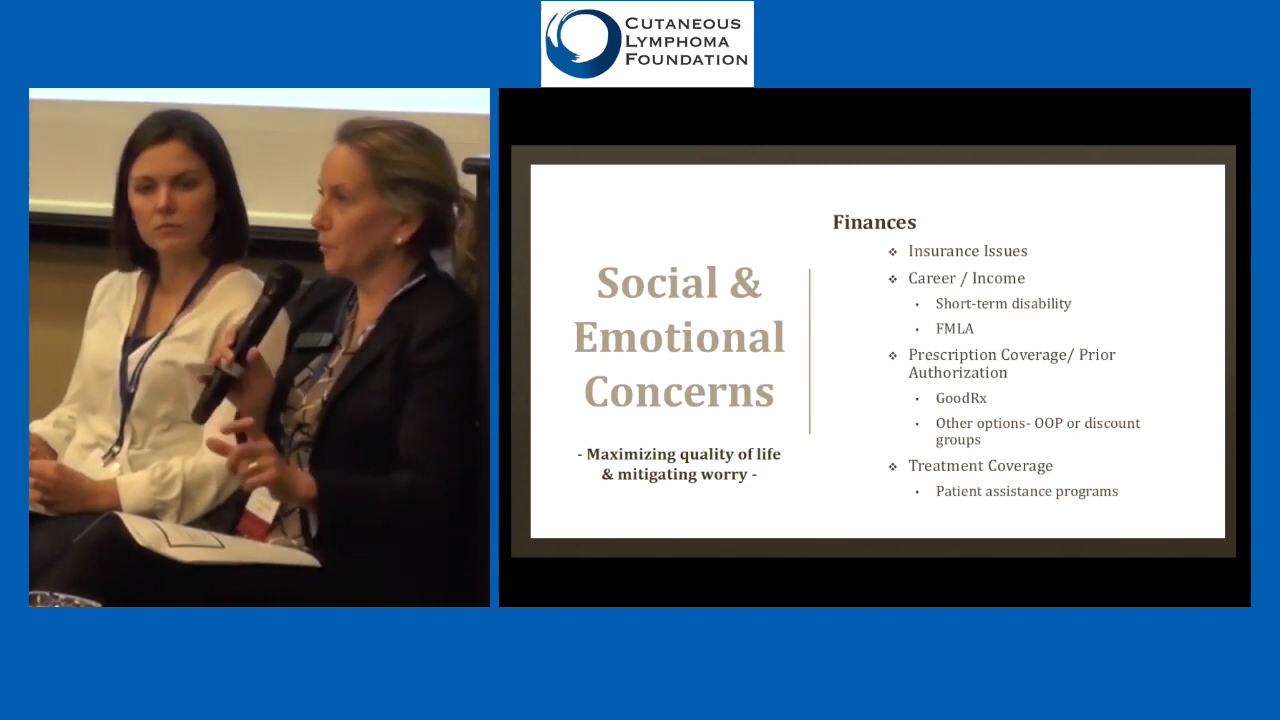 CUTANEOUS
LYMPHOMA
FOUNDATION
Social &
Emotional
Concerns
- Maximizing quality of life
& mitigating worry -
Finances
❖ Insurance Issues
❖ Career / Income
• Short-term disability
• FMLA
❖ Prescription Coverage/ Prior
Authorization
• GoodRx
• Other options- OOP or discount
groups
❖ Treatment Coverage
• Patient assistance programs